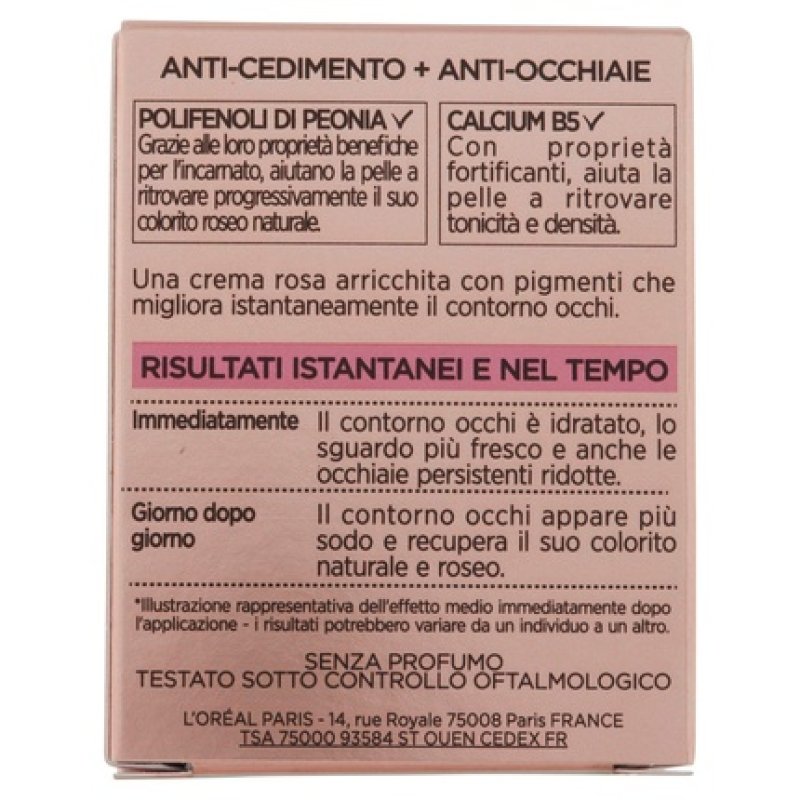 ANTI-CEDIMENTO + ANTI-OCCHIAIE
POLIFENOLI DI PEONIA ✓
Grazie alle loro proprietà benefiche
per l'incarnato, aiutano la pelle a
ritrovare progressivamente il suo
colorito roseo naturale.
CALCIUM B5 ✓
Con proprietà
fortificanti, aiuta la
pelle a ritrovare
tonicità e densità.
Una crema rosa arricchita con pigmenti che
migliora istantaneamente il contorno occhi.
RISULTATI ISTANTANEI E NEL TEMPO
Immediatamente
Il contorno occhi è idratato, lo
sguardo più fresco e anche le
occhiaie persistenti ridotte.
Giorno dopo
giorno
Il contorno occhi appare più
sodo e recupera il suo colorito
naturale e roseo.
*Illustrazione rappresentativa dell'effetto medio immediatamente dopo
l'applicazione - i risultati potrebbero variare da un individuo a un altro.
SENZA PROFUMO
TESTATO SOTTO CONTROLLO OFTALMOLOGICO
L'ORÉAL PARIS - 14, rue Royale 75008 Paris FRANCE
TSA 75000 93584 ST OUEN CEDEX FR